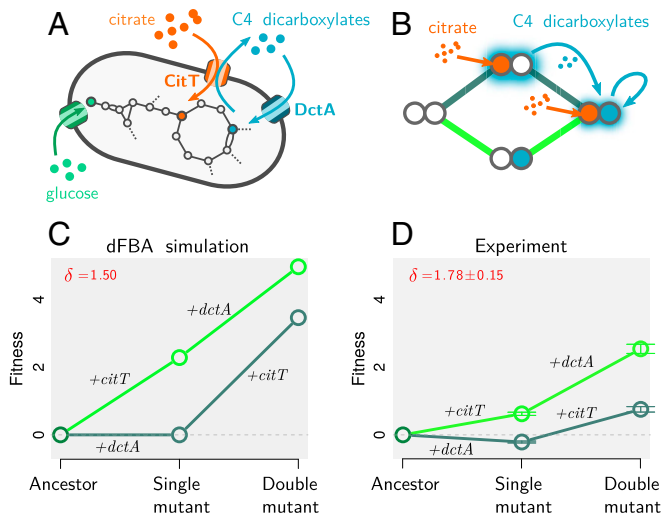 A
citrate
C4 dicarboxylates
CitT
DctA
glucose
B
C4 dicarboxylates
citrate
citrate
C
dFBA simulation
δ =1.50
Fitness
4
2
0
+dctA
+citT
+citT
+dctA
Ancestor
Single
mutant
Double
mutant
D
Experiment
δ =1.78±0.15
Fitness
4
2
0
+dctA
+citT
+citT
+dctA
Ancestor
Single
mutant
Double
mutant